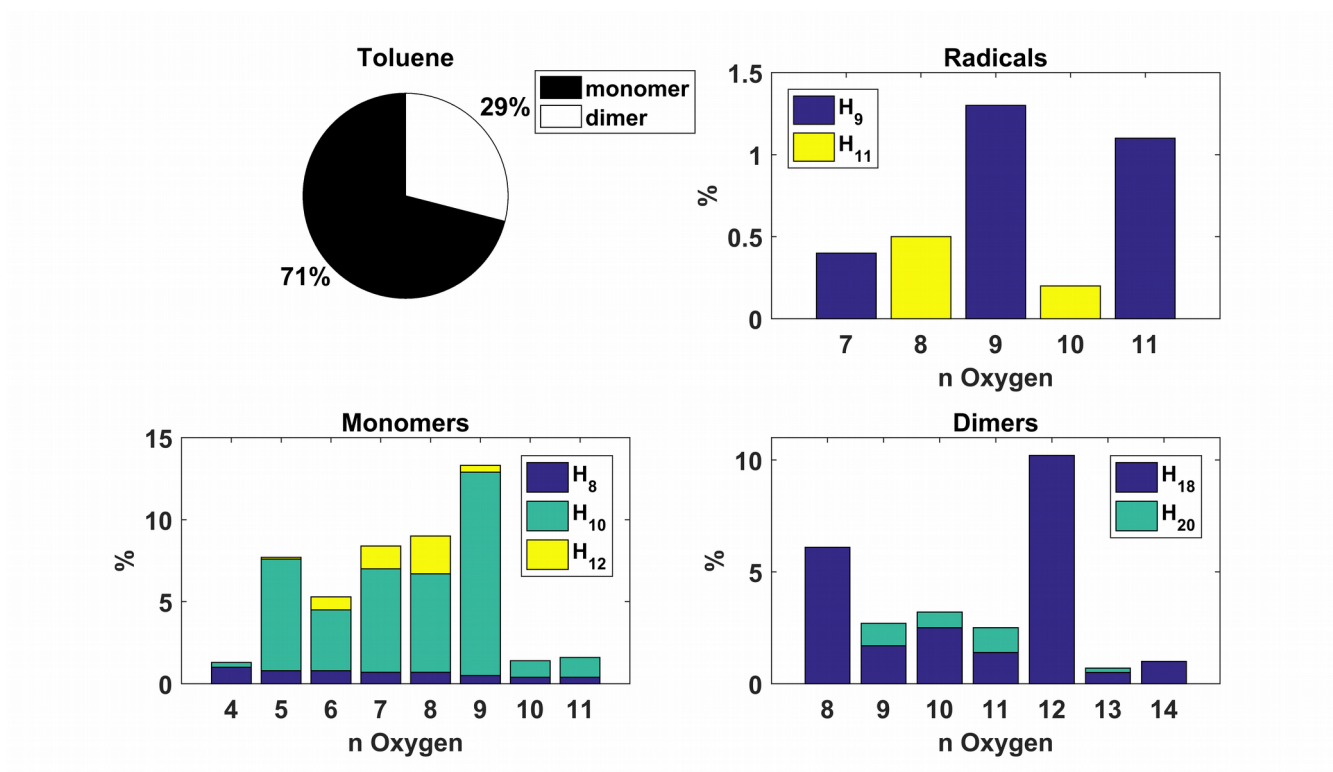 Toluene
monomer
dimer
29%
71%
Radicals
1.5
1
0.5
0
%
H9
H11
7 8 9 10 11
n Oxygen
Monomers
15
10
5
0
%
H8
H10
H12
4 5 6 7 8 9 10 11
n Oxygen
Dimers
10
5
0
%
H18
H20
8 9 10 11 12 13 14
n Oxygen